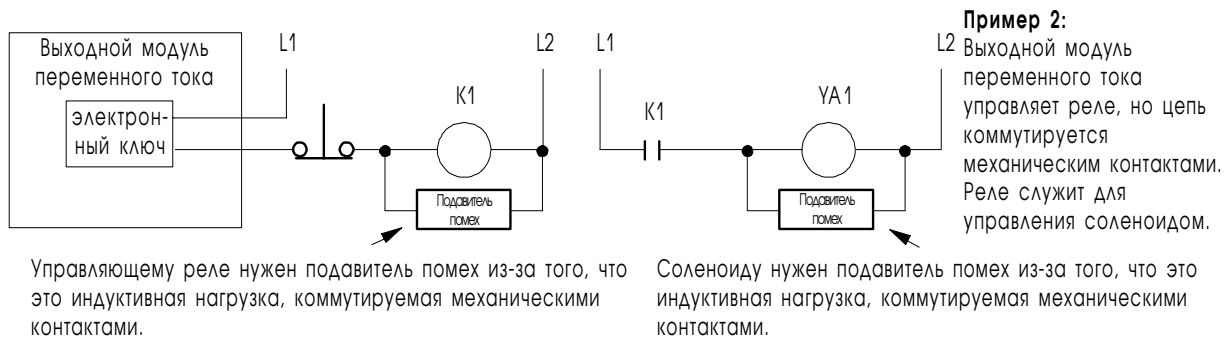 Выходной модуль
переменного тока
электрон-
ный ключ
L1
K1
L2
Подавитель
помех
L1
K1
YA1
L2
Подавитель
помех
Пример 2:
Выходной модуль
переменного тока
управляет реле, но цепь
коммутируется
механическим контактами.
Реле служит для
управления соленоидом.
Управляющему реле нужен подавитель помех из-за того, что
это индуктивная нагрузка, коммутируемая механическими
контактами.
Соленоиду нужен подавитель помех из-за того, что это
индуктивная нагрузка, коммутируемая механическими
контактами.